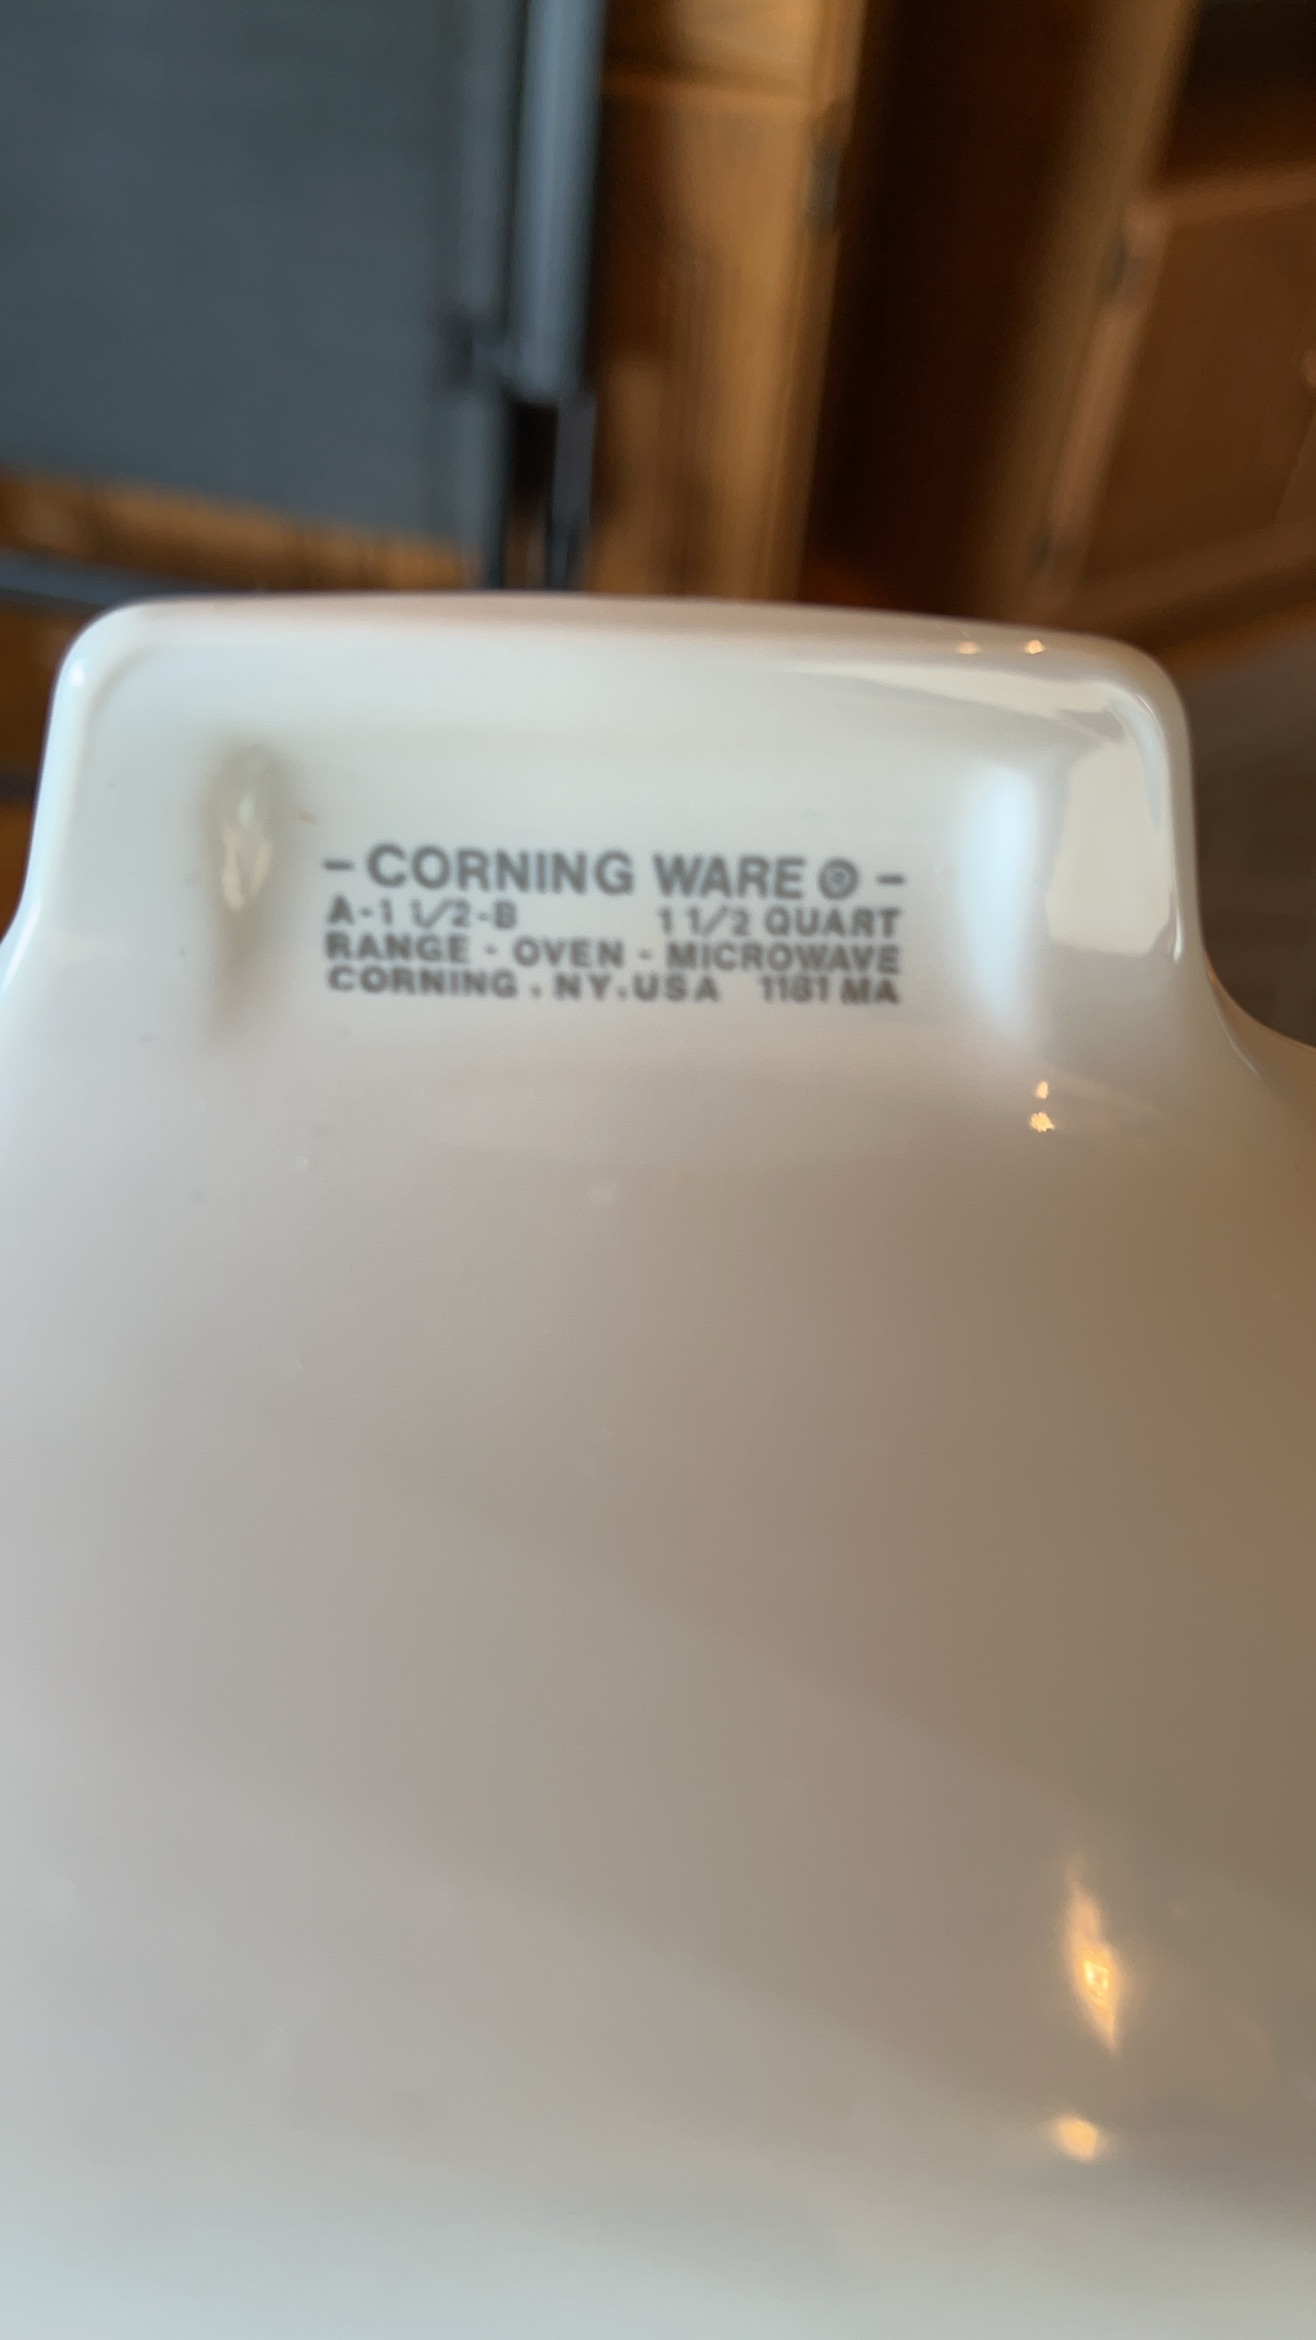 - CORNING WARE ® -
A-1 1/2-B 1 1/2 QUART
RANGE - OVEN - MICROWAVE
CORNING . NY. USA 1181 MA